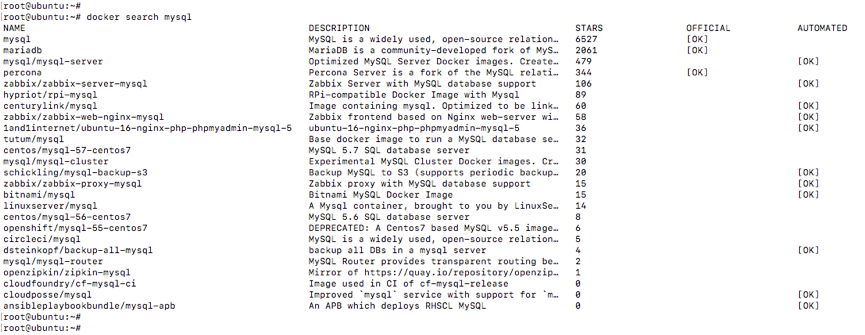 root@ubuntu:~#
root@ubuntu:~# docker search mysql
NAME DESCRIPTION STARS OFFICIAL AUTOMATED
mysql MySQL is a widely used, open-source relation… 6527 [OK]
mariadb MariaDB is a community-developed fork of MyS… 2061 [OK]
mysql/mysql-server Optimized MySQL Server Docker images. Create… 479 [OK]
percona Percona Server is a fork of the MySQL relati… 344 [OK]
zabbix/zabbix-server-mysql Zabbix Server with MySQL database support 106 [OK]
hypriot/rpi-mysql RPi-compatible Docker Image with Mysql 89
centurylink/mysql Image containing mysql. Optimized to be link… 60 [OK]
zabbix/zabbix-web-nginx-mysql Zabbix frontend based on Nginx web-server wi… 58 [OK]
1and1internet/ubuntu-16-nginx-php-phpmyadmin-mysql-5 ubuntu-16-nginx-php-phpmyadmin-mysql-5 36 [OK]
tutum/mysql Base docker image to run a MySQL database se… 32
centos/mysql-57-centos7 MySQL 5.7 SQL database server 31
mysql/mysql-cluster Experimental MySQL Cluster Docker images. Cr… 30
schickling/mysql-backup-s3 Backup MySQL to S3 (supports periodic backup… 20 [OK]
zabbix/zabbix-proxy-mysql Zabbix proxy with MySQL database support 15 [OK]
bitnami/mysql Bitnami MySQL Docker Image 15 [OK]
linuxserver/mysql A Mysql container, brought to you by LinuxSe… 14
centos/mysql-56-centos7 MySQL 5.6 SQL database server 8
openshift/mysql-55-centos7 DEPRECATED: A Centos7 based MySQL v5.5 image… 6
circleci/mysql MySQL is a widely used, open-source relation… 5
dsteinkopf/backup-all-mysql backup all DBs in a mysql server 4 [OK]
mysql/mysql-router MySQL Router provides transparent routing be… 2
openzipkin/zipkin-mysql Mirror of https://quay.io/repository/openzip… 1
cloudfoundry/cf-mysql-ci Image used in CI of cf-mysql-release 0
cloudposse/mysql Improved `mysql` service with support for `m… 0 [OK]
ansibleplaybookbundle/mysql-apb An APB which deploys RHSCL MySQL 0 [OK]
root@ubuntu:~#
root@ubuntu:~#